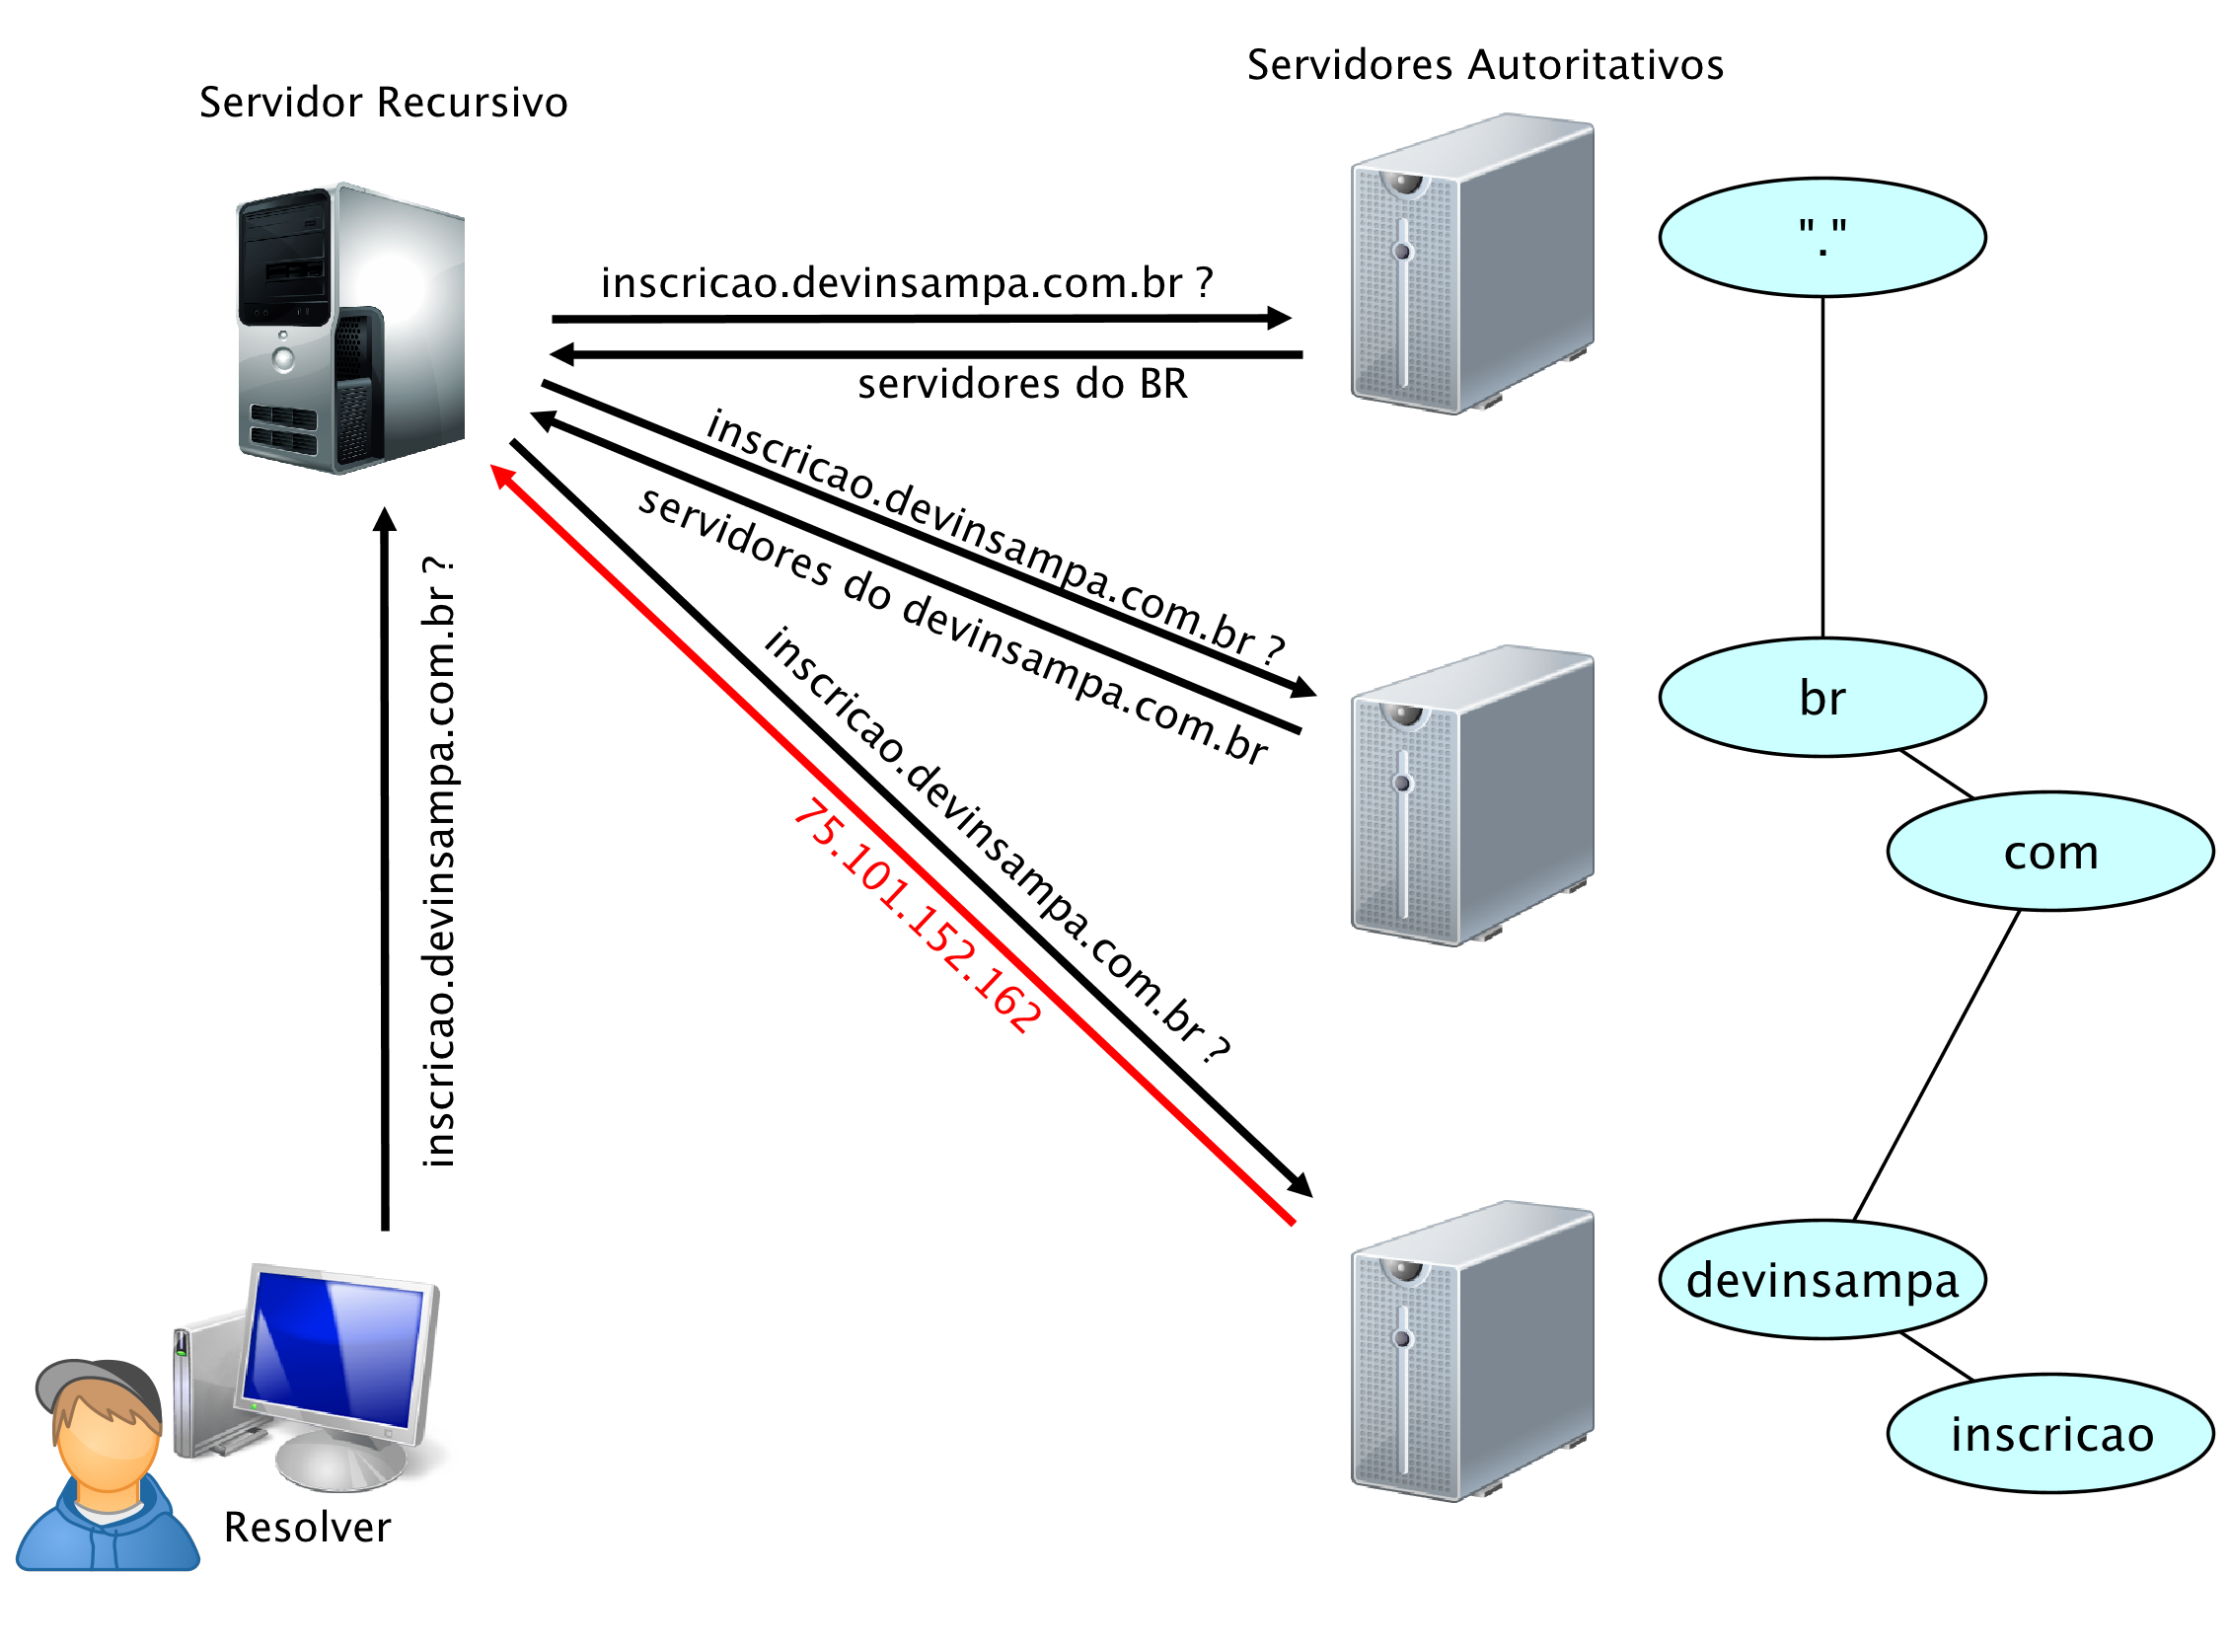 Servidores Autoritativos
Servidor Recursivo
"."
inscricao.devinsampa.com.br ?
servidores do BR
inscricao.devinsampa.com.br ?
servidores do devinsampa.com.br
br
inscricao.devinsampa.com.br ?
75.101.152.162
com
inscricao.devinsampa.com.br ?
devinsampa
inscricao
Resolver